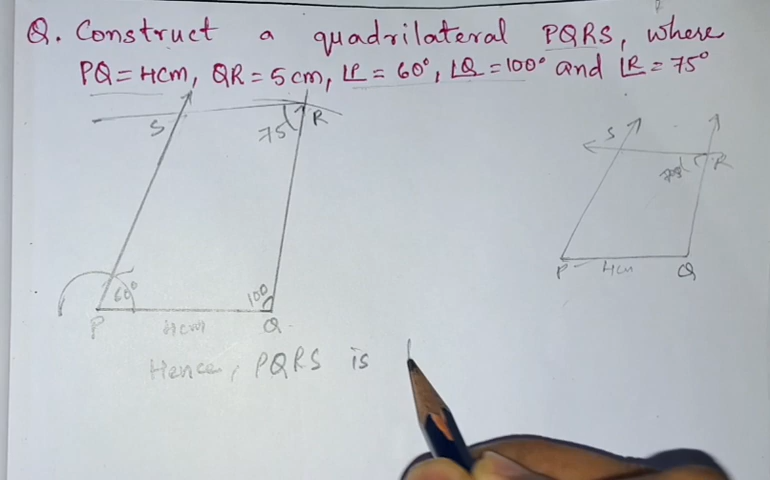 Q. Construct a quadrilateral PQRS, where
PQ = 4cm, QR = 5cm, ∠P = 60°, ∠Q = 100° and ∠R = 75°
S
75
R
60°
100
P
4cm
Q
Hence, PQRS is
S
75
R
P
4cm
Q